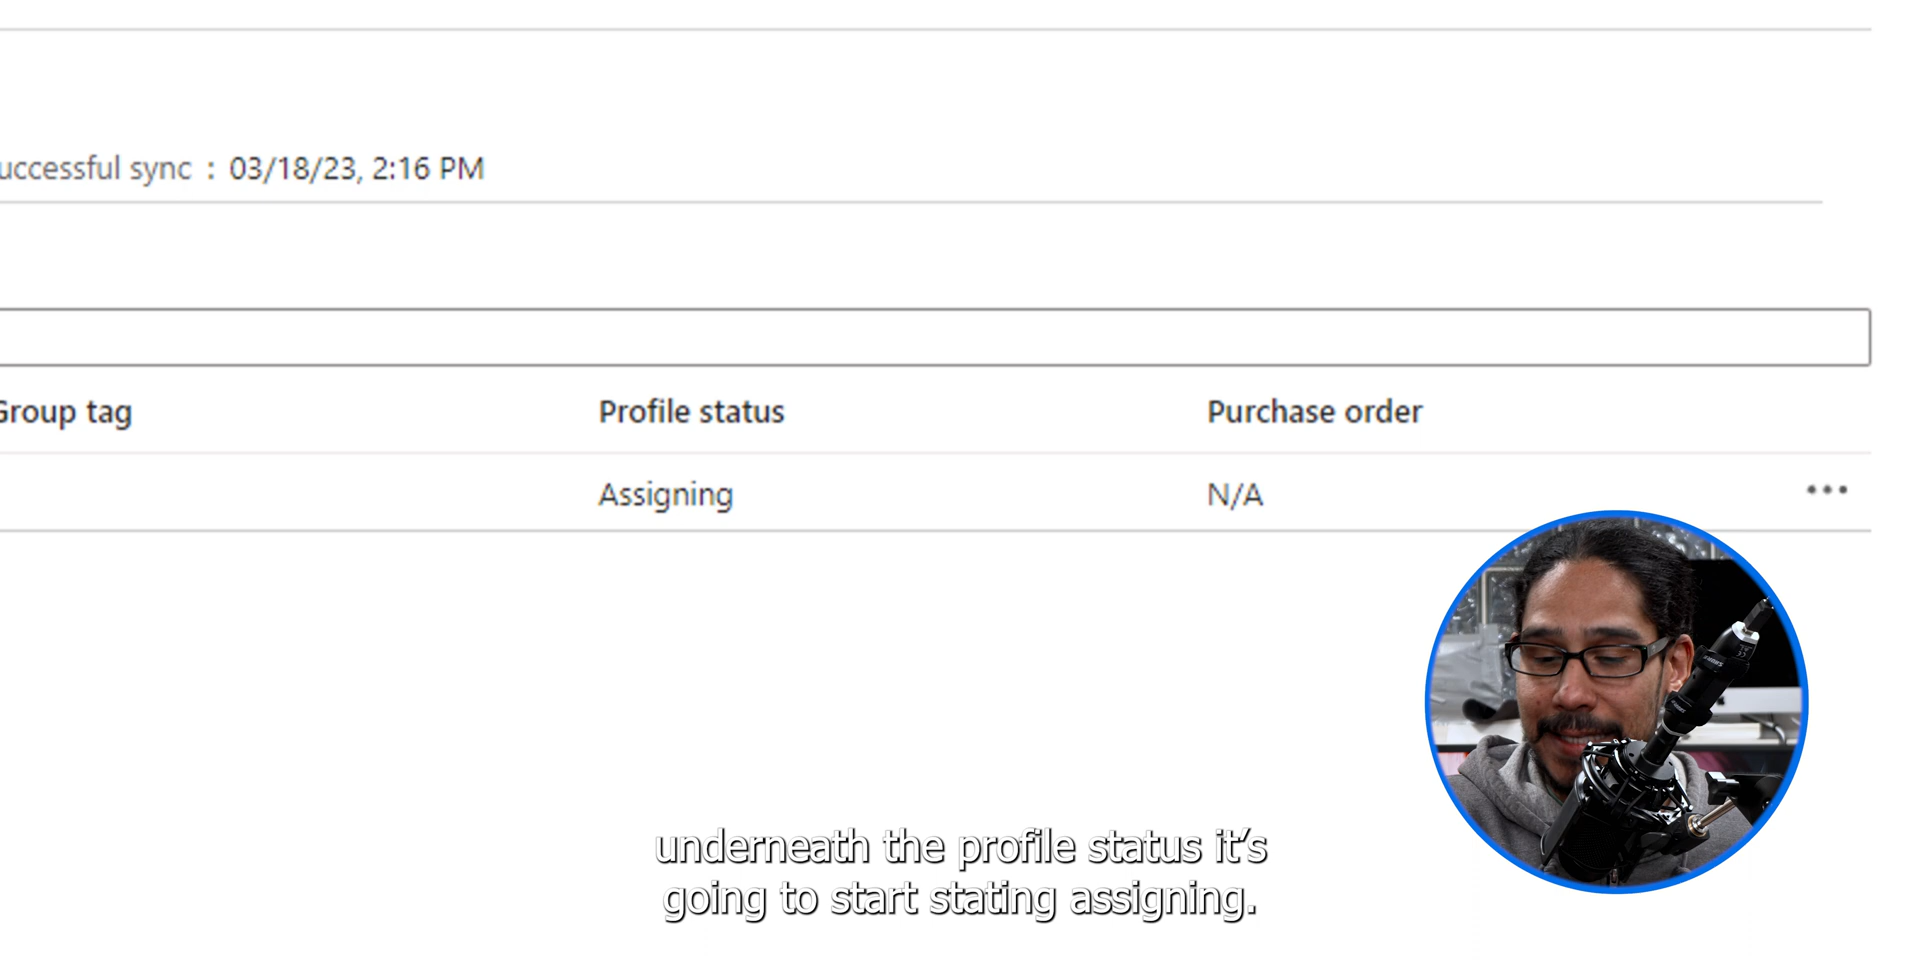 uccessful sync : 03/18/23, 2:16 PM
Group tag Profile status Purchase order
Assigning N/A
underneath the profile status it's
going to start stating assigning.